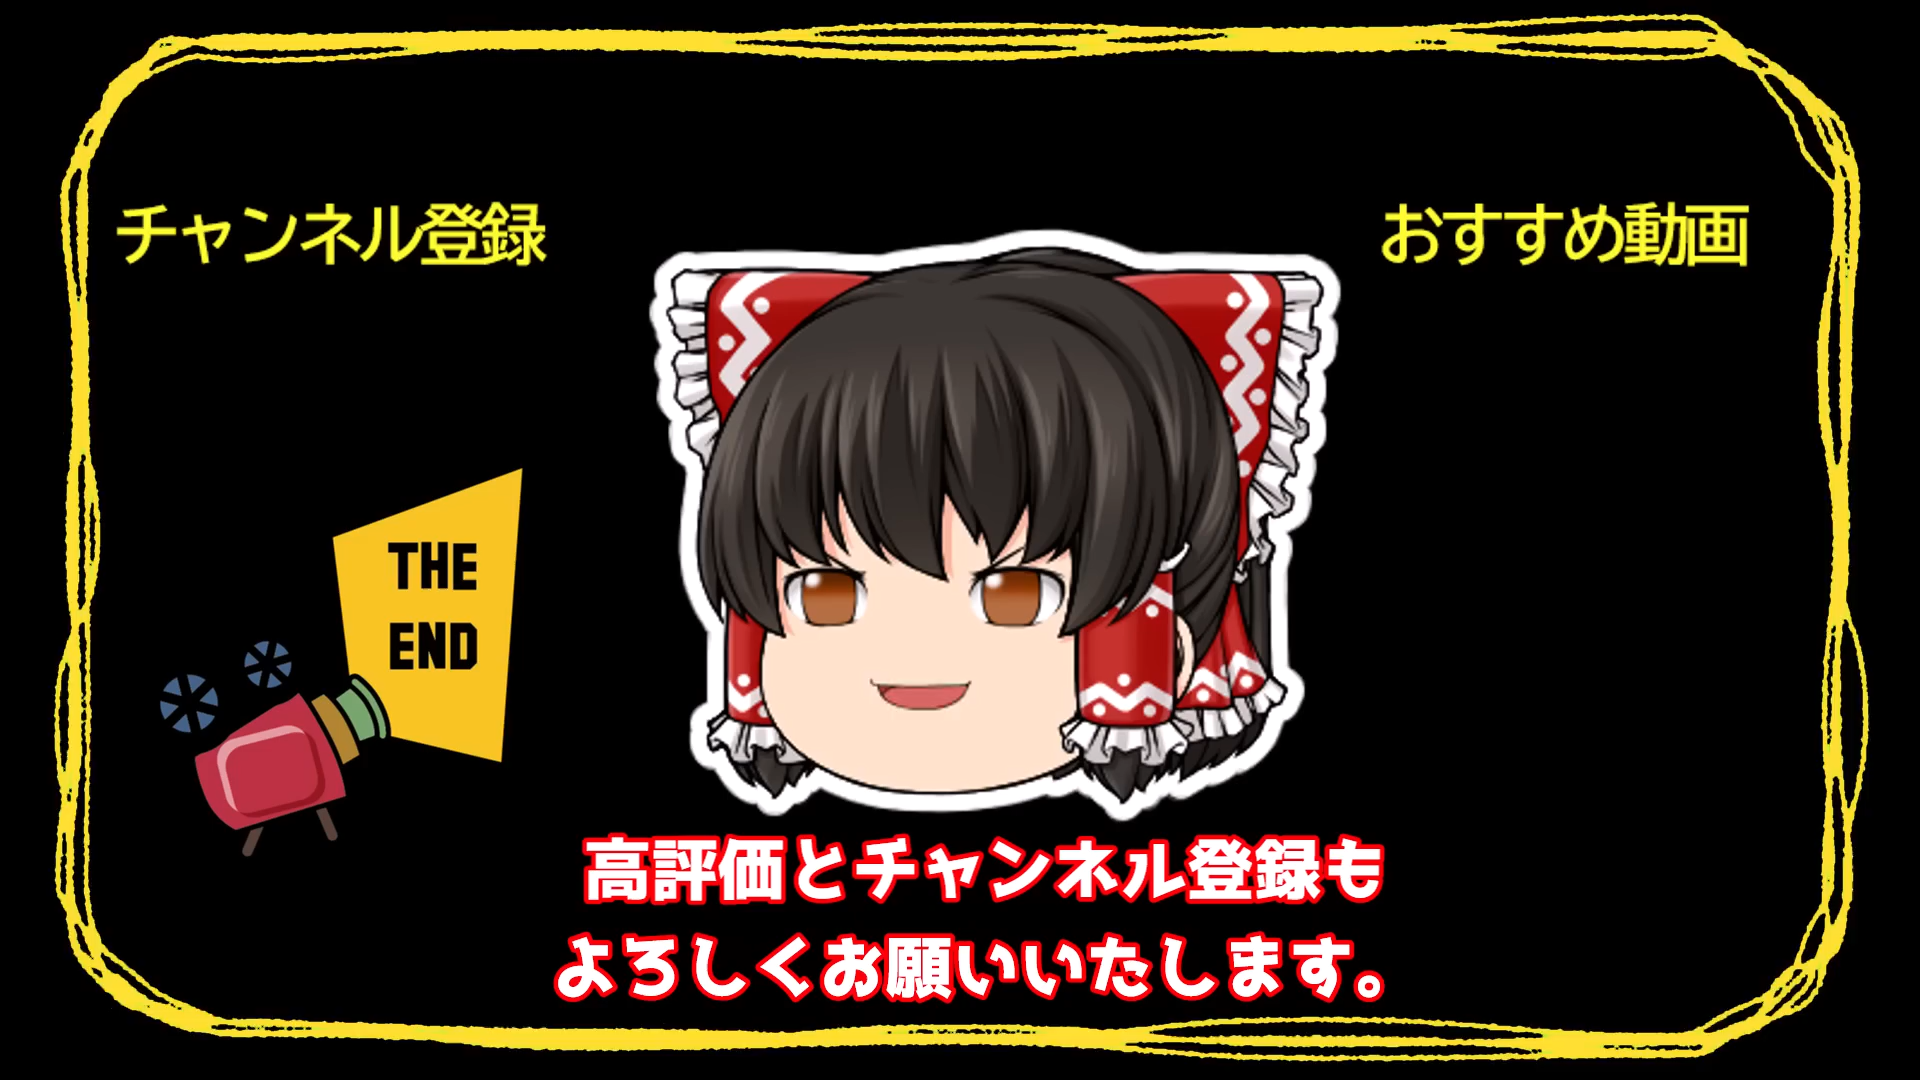 チャンネル登録
おすすめ動画
THE
END
高評価とチャンネル登録も
よろしくお願いいたします。